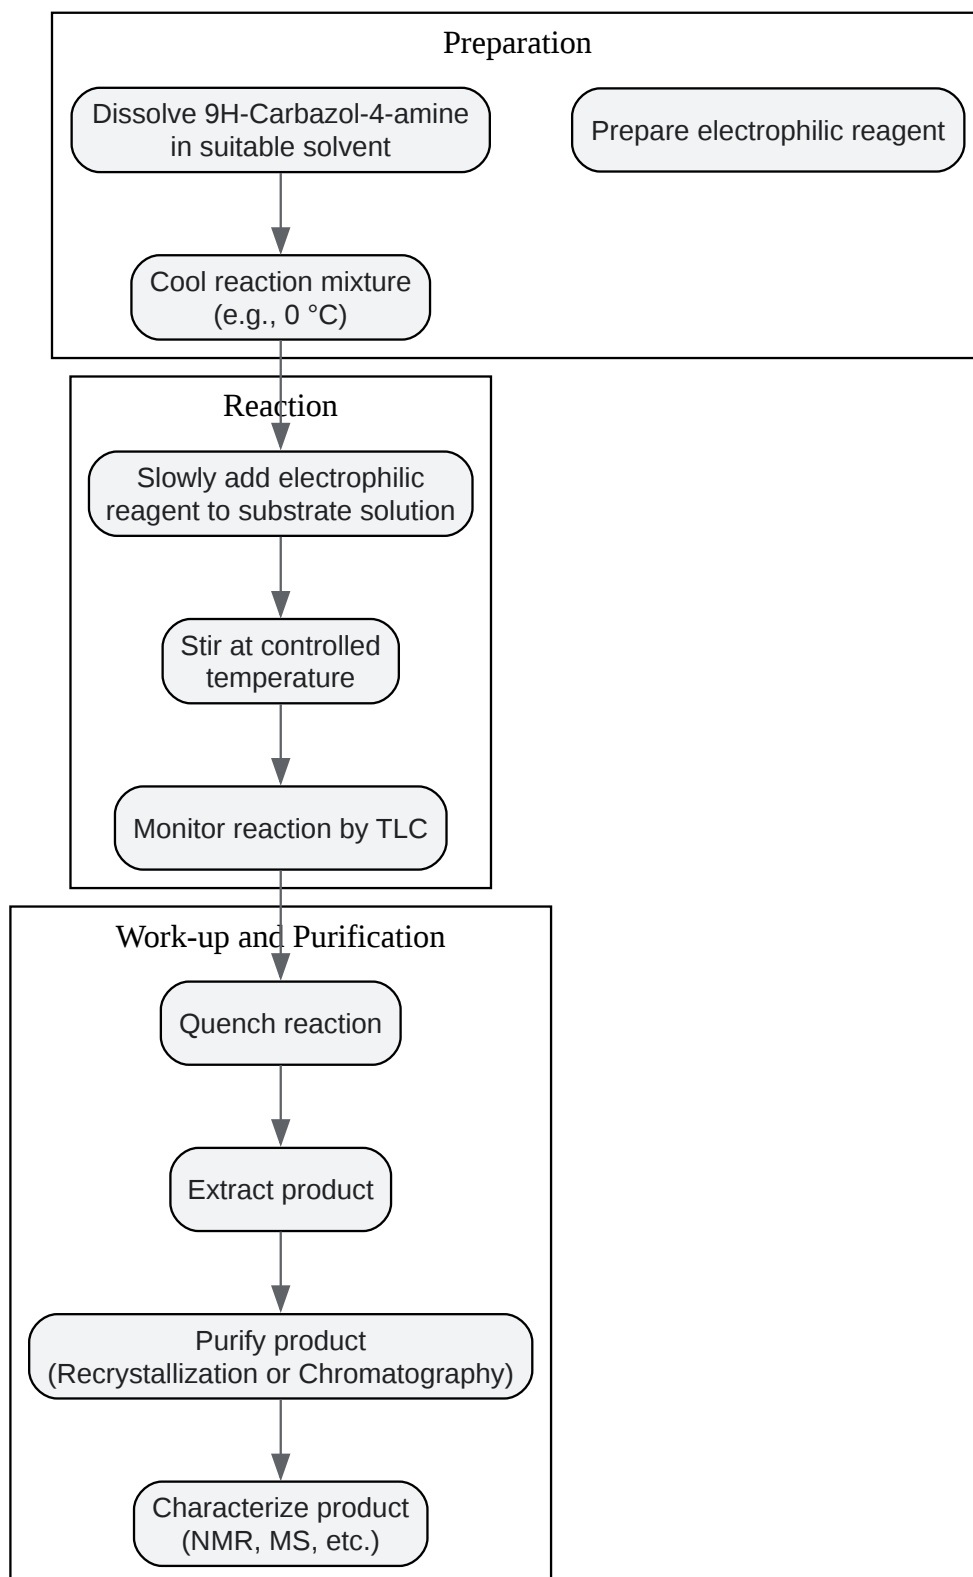 Preparation
Dissolve 9H-Carbazol-4-amine
in suitable solvent
Prepare electrophilic reagent
Cool reaction mixture
(e.g., 0 °C)
Reaction
Slowly add electrophilic
reagent to substrate solution
Stir at controlled
temperature
Monitor reaction by TLC
Work-up and Purification
Quench reaction
Extract product
Purify product
(Recrystallization or Chromatography)
Characterize product
(NMR, MS, etc.)